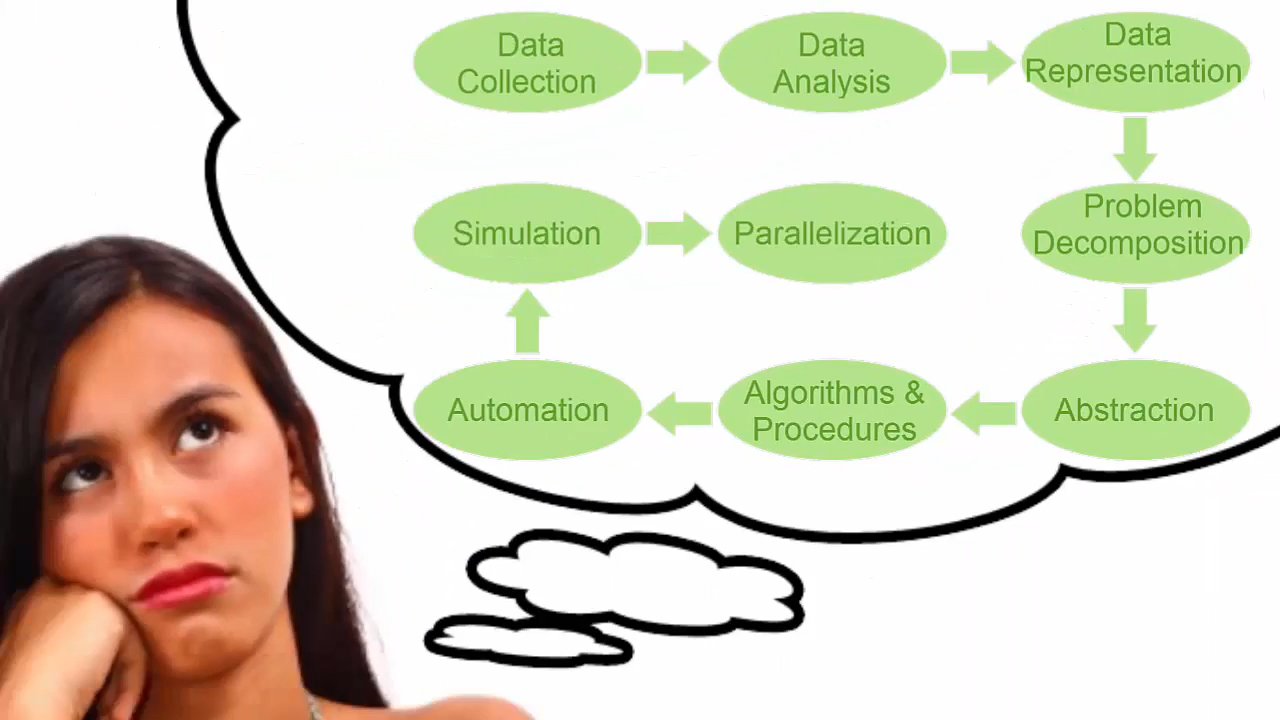 Data
Collection
Data
Analysis
Data
Representation
Problem
Decomposition
Abstraction
Algorithms &
Procedures
Automation
Simulation
Parallelization